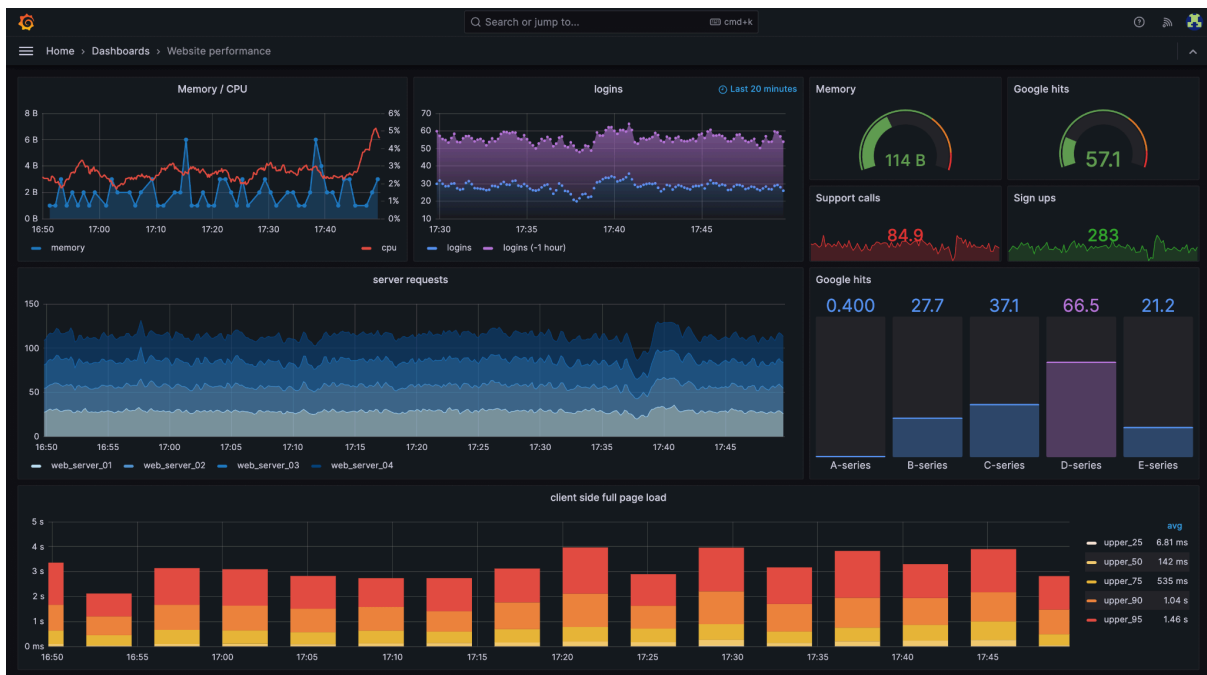 Search or jump to... cmd+k
Home › Dashboards › Website performance
Memory / CPU
8 B
6 B
4 B
2 B
0 B
6%
5%
4%
3%
2%
1%
0%
16:50 17:00 17:10 17:20 17:30 17:40
memory cpu
logins Last 20 minutes
70
60
50
40
30
20
10
17:30 17:35 17:40 17:45
logins logins (-1 hour)
Memory
114 B
Google hits
57.1
Support calls
84.9
Sign ups
283
server requests
150
100
50
0
16:50 16:55 17:00 17:05 17:10 17:15 17:20 17:25 17:30 17:35 17:40 17:45
web_server_01 web_server_02 web_server_03 web_server_04
Google hits
0.400 27.7 37.1 66.5 21.2
A-series B-series C-series D-series E-series
client side full page load
5 s
4 s
3 s
2 s
1 s
0 ms
16:50 16:55 17:00 17:05 17:10 17:15 17:20 17:25 17:30 17:35 17:40 17:45
avg
upper_25 6.81 ms
upper_50 142 ms
upper_75 535 ms
upper_90 1.04 s
upper_95 1.46 s